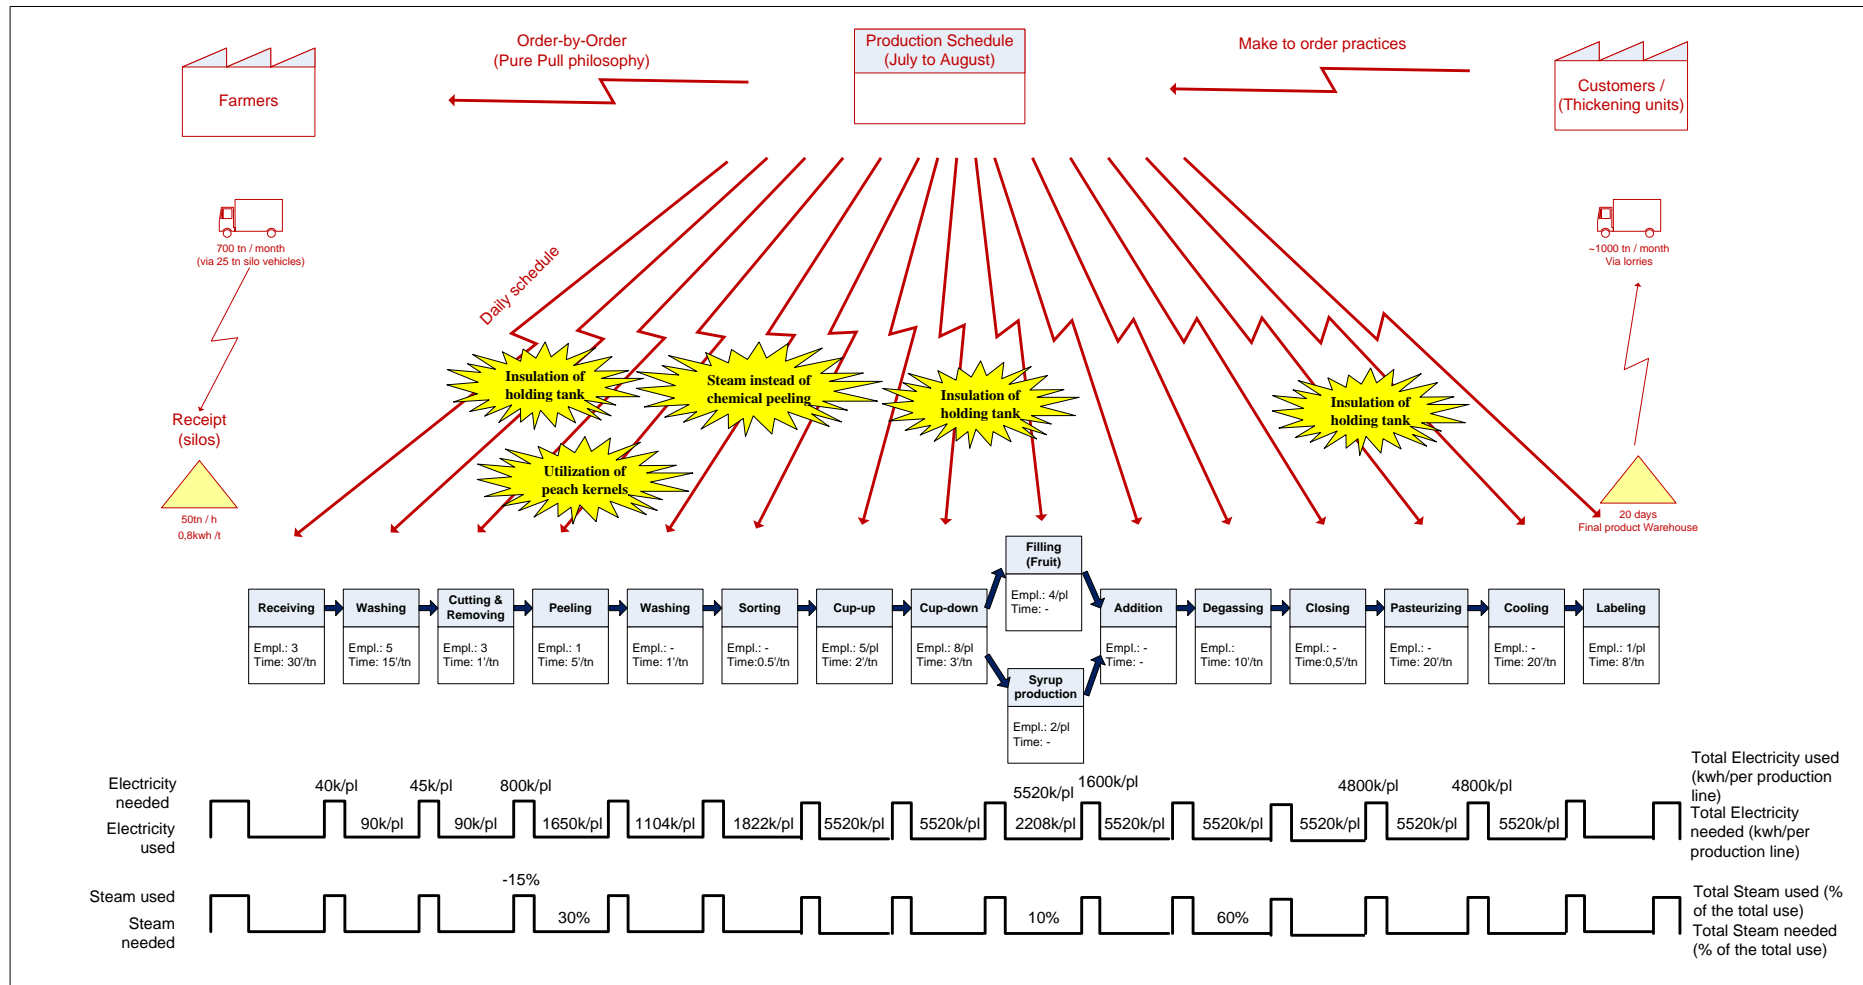 Order-by-Order
(Pure Pull philosophy)
Production Schedule
(July to August)
Make to order practices
Farmers
Customers /
(Thickening units)
700 tn / month
(via 25 tn silo vehicles)
~1000 tn / month
Via lorries
Daily schedule
Insulation of
holding tank
Steam instead of
chemical peeling
Insulation of
holding tank
Insulation of
holding tank
Utilization of
peach kernels
Receipt
(silos)
50tn / h
0,8kwh /t
20 days
Final product Warehouse
Receiving
Empl.: 3
Time: 30'/tn
Washing
Empl.: 5
Time: 15'/tn
Cutting &
Removing
Empl.: 3
Time: 1'/tn
Peeling
Empl.: 1
Time: 5'/tn
Washing
Empl.: -
Time: 1'/tn
Sorting
Empl.: -
Time:0.5'/tn
Cup-up
Empl.: 5/pl
Time: 2'/tn
Cup-down
Empl.: 8/pl
Time: 3'/tn
Filling
(Fruit)
Empl.: 4/pl
Time: -
Syrup
production
Empl.: 2/pl
Time: -
Addition
Empl.: -
Time: -
Degassing
Empl.:
Time: 10'/tn
Closing
Empl.: -
Time:0,5'/tn
Pasteurizing
Empl.: -
Time: 20'/tn
Cooling
Empl.: -
Time: 20'/tn
Labeling
Empl.: 1/pl
Time: 8'/tn
Electricity
needed
40k/pl
45k/pl
800k/pl
5520k/pl
1600k/pl
4800k/pl
4800k/pl
Total Electricity used
(kwh/per production
line)
Electricity
used
90k/pl
90k/pl
1650k/pl
1104k/pl
1822k/pl
5520k/pl
5520k/pl
2208k/pl
5520k/pl
5520k/pl
5520k/pl
5520k/pl
5520k/pl
Total Electricity
needed (kwh/per
production line)
Steam used
-15%
Total Steam used (%
of the total use)
Steam
needed
30%
10%
60%
Total Steam needed
(% of the total use)